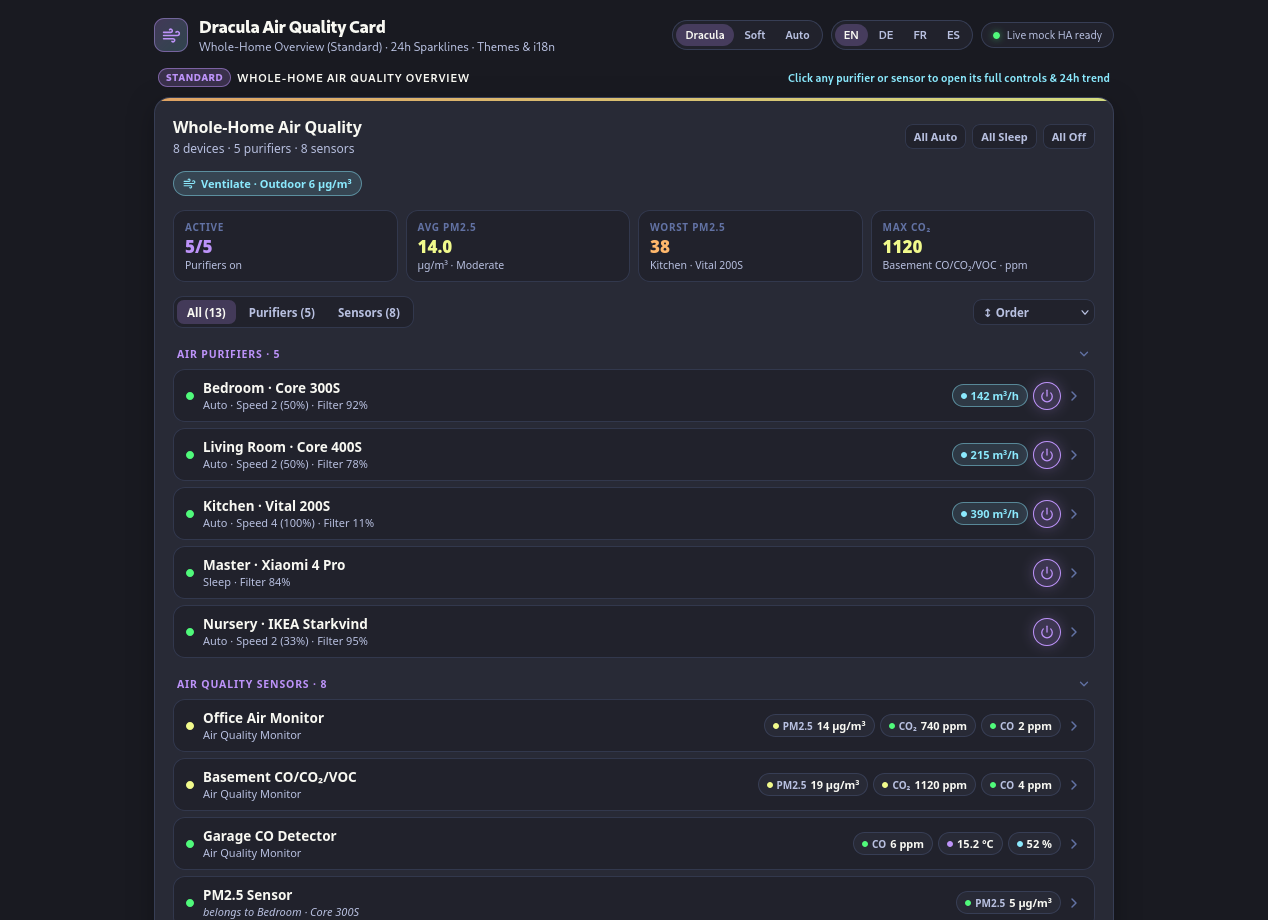 Dracula Air Quality Card
Whole-Home Overview (Standard) · 24h Sparklines · Themes & i18n
Dracula Soft Auto
EN DE FR ES
Live mock HA ready
STANDARD WHOLE-HOME AIR QUALITY OVERVIEW
Click any purifier or sensor to open its full controls & 24h trend
Whole-Home Air Quality
8 devices · 5 purifiers · 8 sensors
All Auto All Sleep All Off
Ventilate · Outdoor 6 µg/m³
ACTIVE
5/5
Purifiers on
AVG PM2.5
14.0
µg/m³ · Moderate
WORST PM2.5
38
Kitchen · Vital 200S
MAX CO₂
1120
Basement CO/CO₂/VOC · ppm
All (13) Purifiers (5) Sensors (8)
↕ Order
AIR PURIFIERS · 5
Bedroom · Core 300S
Auto · Speed 2 (50%) · Filter 92%
142 m³/h
Living Room · Core 400S
Auto · Speed 2 (50%) · Filter 78%
215 m³/h
Kitchen · Vital 200S
Auto · Speed 4 (100%) · Filter 11%
390 m³/h
Master · Xiaomi 4 Pro
Sleep · Filter 84%
Nursery · IKEA Starkvind
Auto · Speed 2 (33%) · Filter 95%
AIR QUALITY SENSORS · 8
Office Air Monitor
Air Quality Monitor
PM2.5 14 µg/m³ CO₂ 740 ppm CO 2 ppm
Basement CO/CO₂/VOC
Air Quality Monitor
PM2.5 19 µg/m³ CO₂ 1120 ppm CO 4 ppm
Garage CO Detector
Air Quality Monitor
CO 6 ppm 15.2 °C 52 %
PM2.5 Sensor
belongs to Bedroom · Core 300S
PM2.5 5 µg/m³